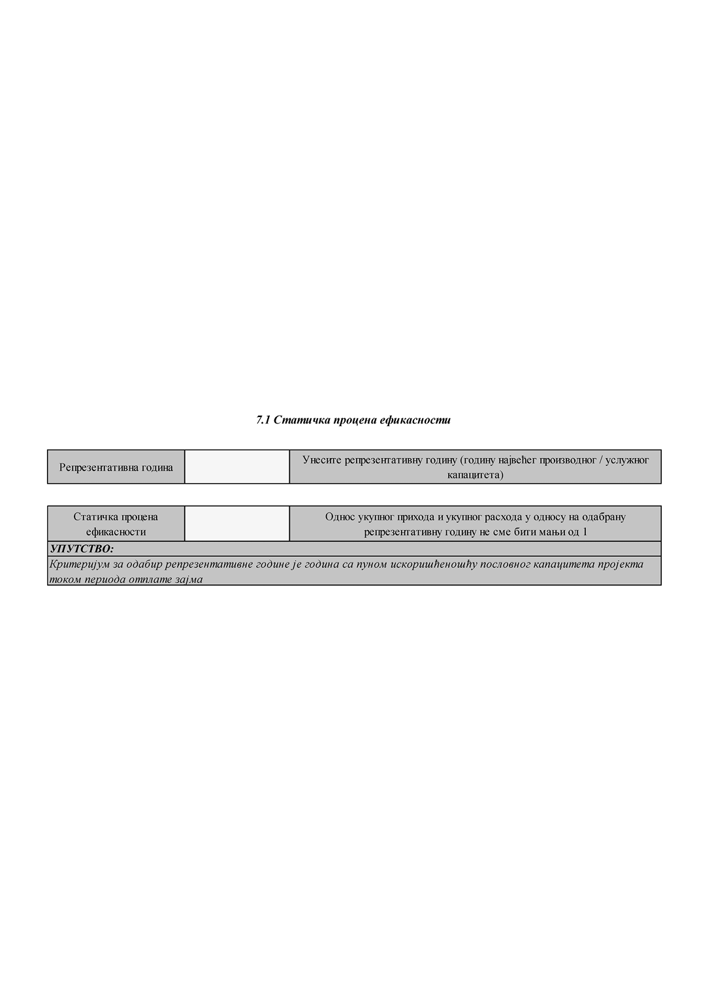 7.1 Статичка процена ефикасности
Репрезентативна година
Унесите репрезентативну годину (годину највећег производног / услужног
капацитета)
Статичка процена
ефикасности
Однос укупног прихода и укупног расхода у односу на одабрану
репрезентативну годину не сме бити мањи од 1
УПУТСТВО:
Критеријум за одабир репрезентативне године је година са пуном искоришћеношћу пословног капацитета пројекта
током периода отплате зајма